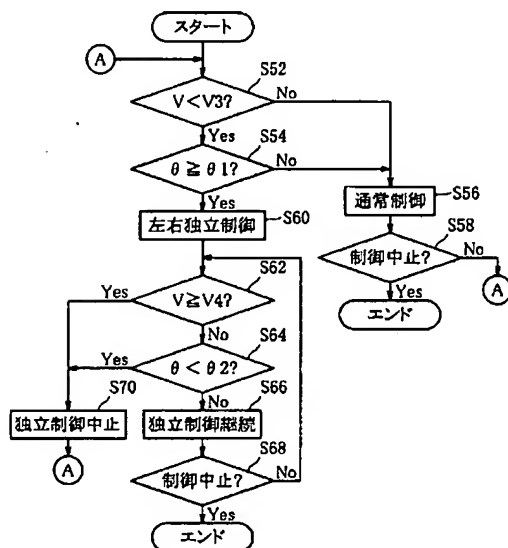 スタート
A
S52
V<V3?
No
Yes
S54
θ≧θ1?
No
Yes
S60
左右独立制御
S56
通常制御
S58
制御中止?
No
A
Yes
エンド
S62
V≧V4?
Yes
No
S64
θ<θ2?
Yes
No
S70
独立制御中止
A
S66
独立制御継続
S68
制御中止?
No
Yes
エンド